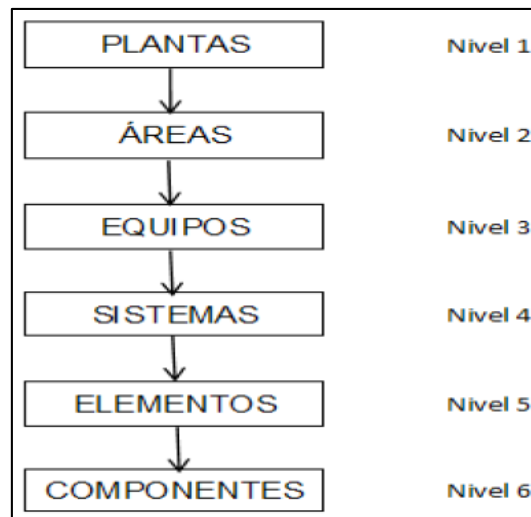 PLANTAS Nivel 1
ÁREAS Nivel 2
EQUIPOS Nivel 3
SISTEMAS Nivel 4
ELEMENTOS Nivel 5
COMPONENTES Nivel 6